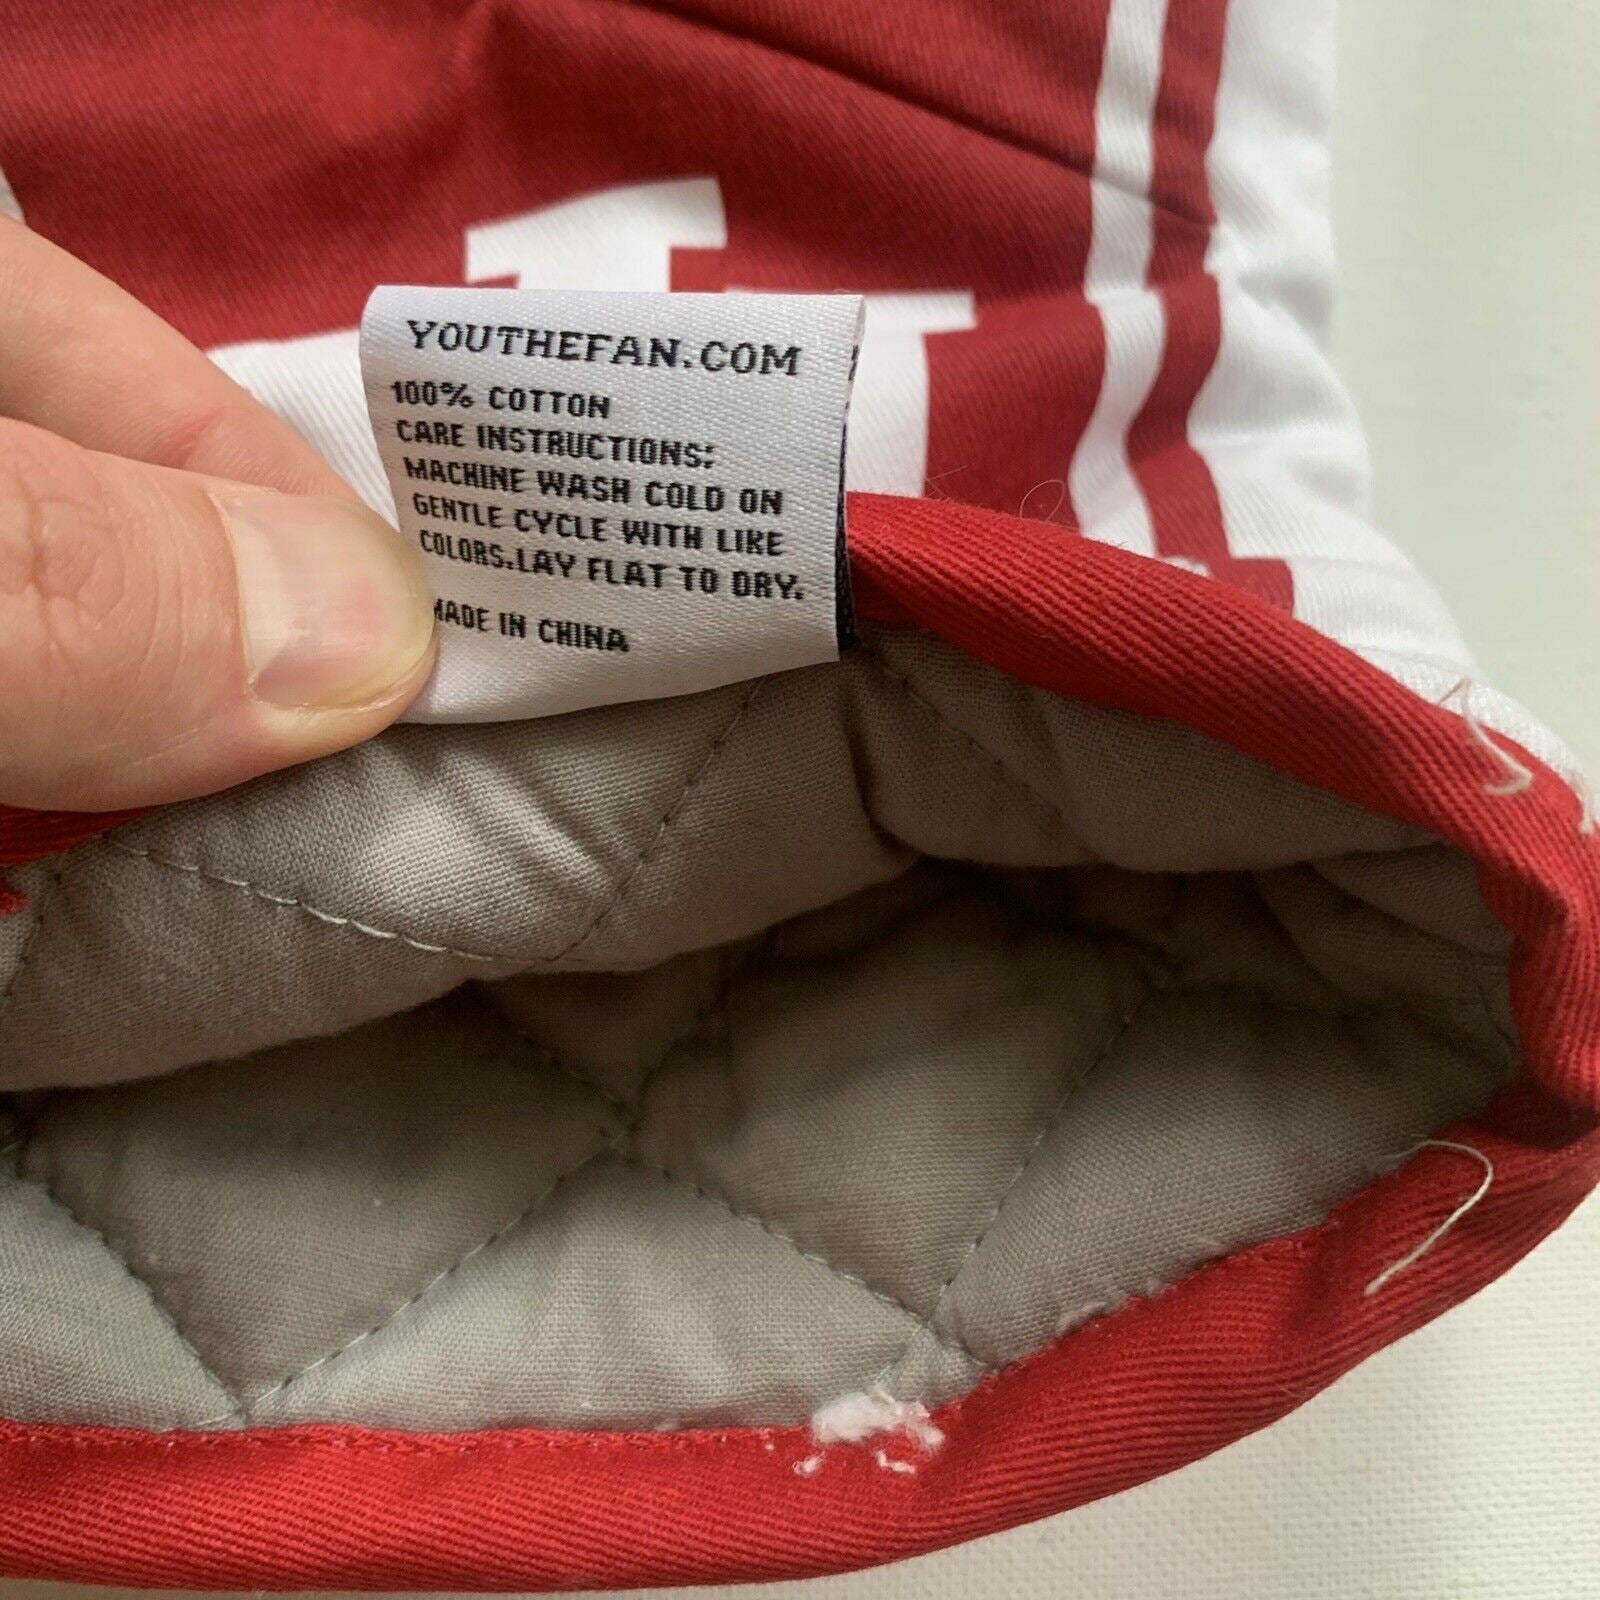 YOUTHEFAN.COM
100% COTTON
CARE INSTRUCTIONS:
MACHINE WASH COLD ON
GENTLE CYCLE WITH LIKE
COLORS.LAY FLAT TO DRY.
MADE IN CHINA